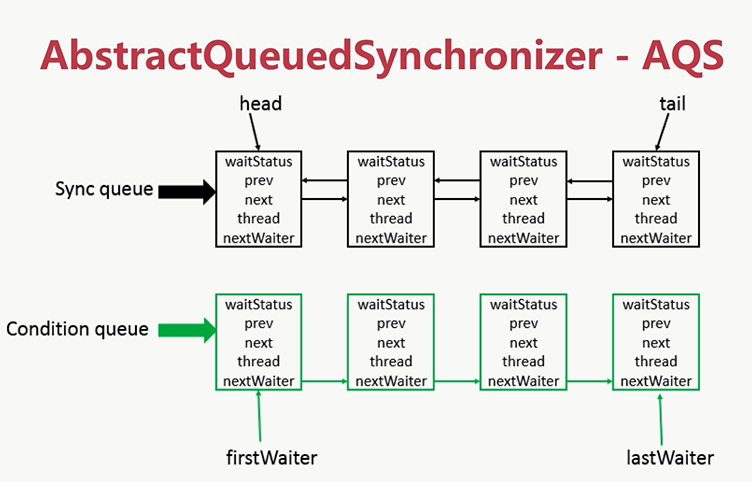 AbstractQueuedSynchronizer - AQS
head
tail
Sync queue
waitStatus
prev
next
thread
nextWaiter
waitStatus
prev
next
thread
nextWaiter
waitStatus
prev
next
thread
nextWaiter
waitStatus
prev
next
thread
nextWaiter
Condition queue
waitStatus
prev
next
thread
nextWaiter
waitStatus
prev
next
thread
nextWaiter
waitStatus
prev
next
thread
nextWaiter
waitStatus
prev
next
thread
nextWaiter
firstWaiter
lastWaiter